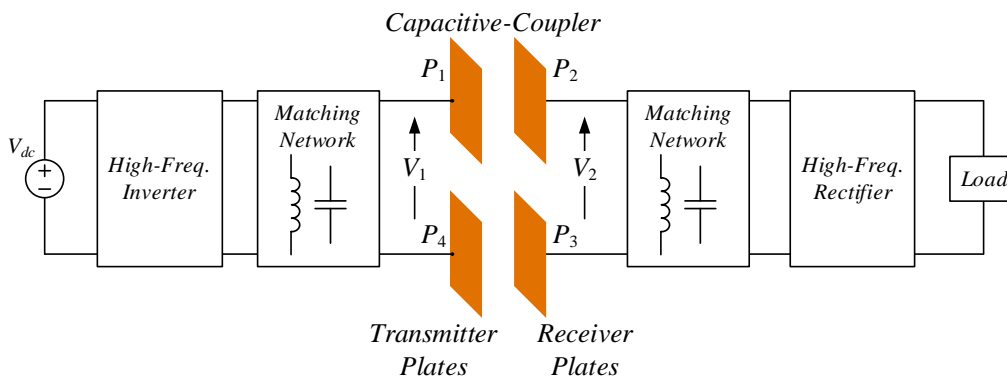 Capacitive-Coupler
P1
P2
Vdc
High-Freq.
Inverter
Matching
Network
V1
V2
Matching
Network
High-Freq.
Rectifier
Load
P4
P3
Transmitter
Plates
Receiver
Plates